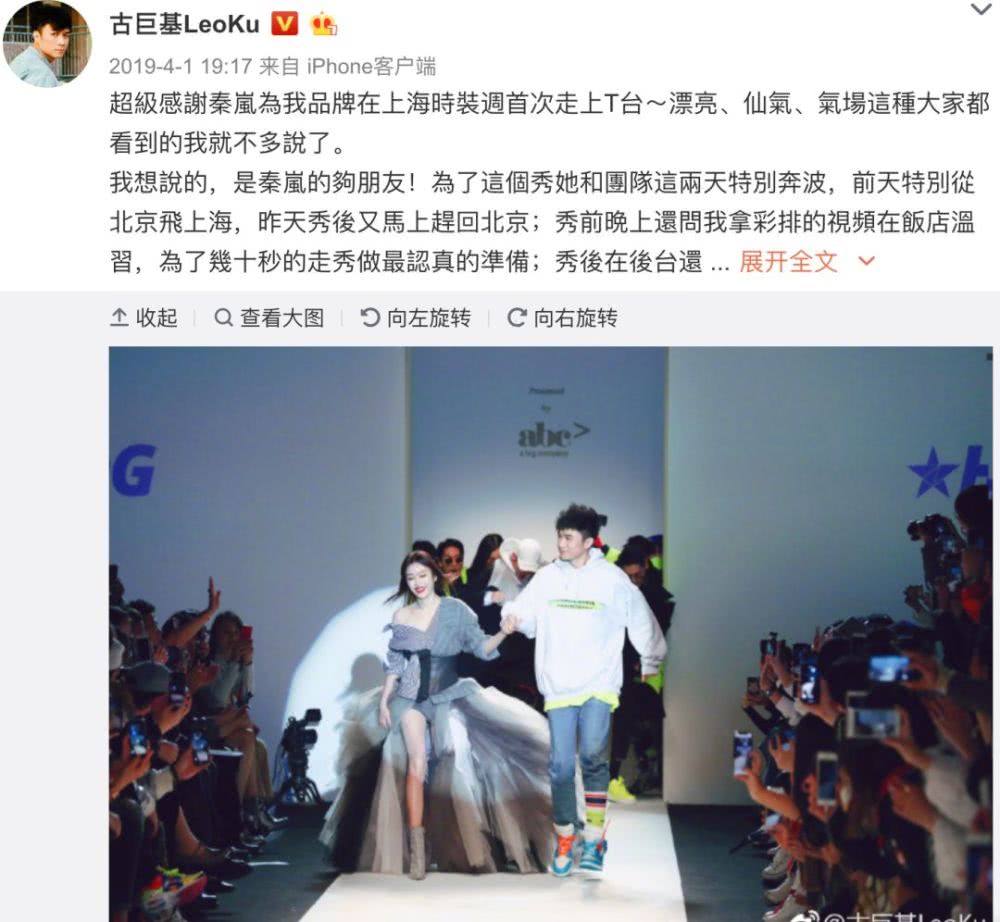 古巨基LeoKu V
2019-4-1 19:17 来自 iPhone客户端
超級感謝秦嵐為我品牌在上海時裝週首次走上T台～漂亮、仙氣、氣場這種大家都
看到的我就不多說了。
我想說的，是秦嵐的夠朋友！為了這個秀她和團隊這兩天特別奔波，前天特別從
北京飛上海，昨天秀後又馬上趕回北京；秀前晚上還問我拿彩排的視頻在飯店溫
習，為了幾十秒的走秀做最認真的準備；秀後在後台還 ... 展开全文
收起 查看大图 向左旋转 向右旋转
Presented
by
abc>
G
@古巨基LeoKu